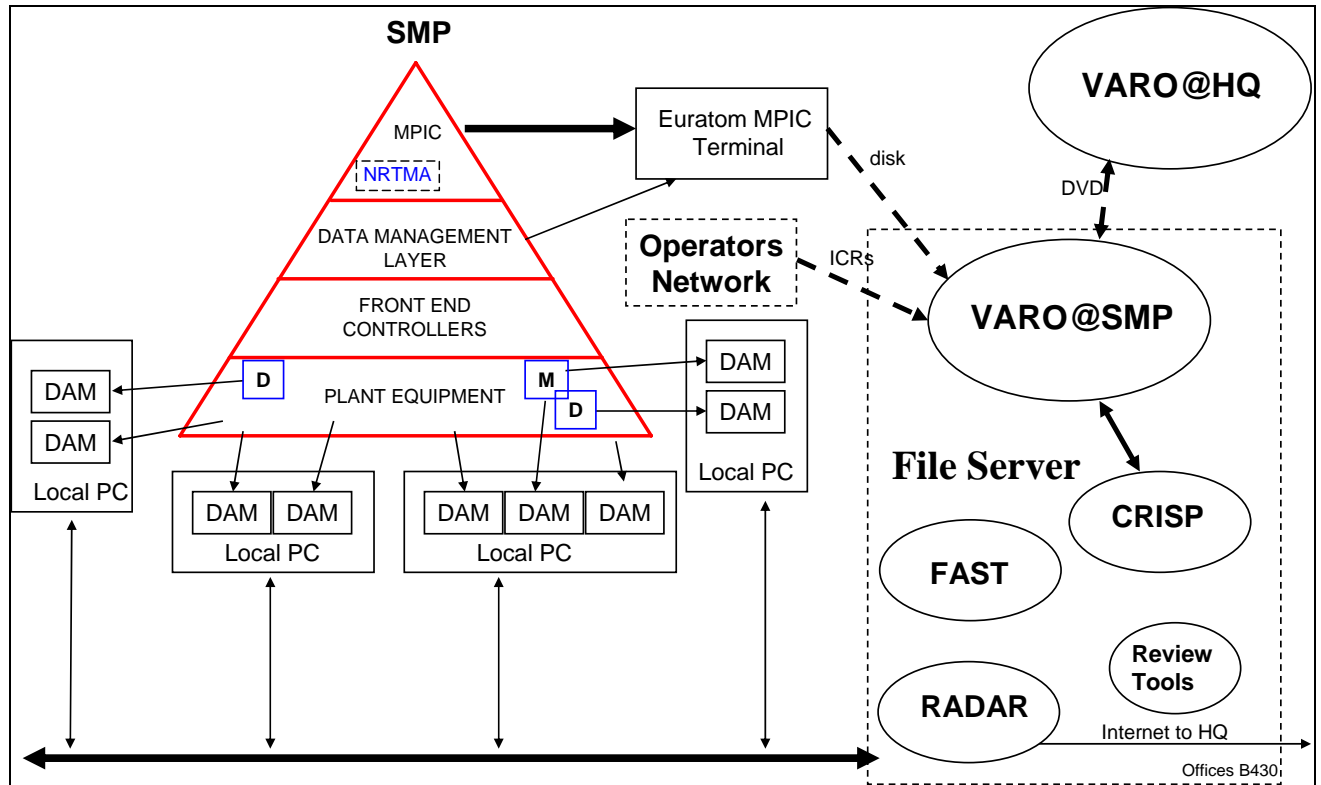 SMP
VARO@HQ
MPIC
NRTMA
Euratom MPIC
Terminal
disk
DVD
DATA MANAGEMENT
LAYER
Operators
Network
ICRs
VARO@SMP
FRONT END
CONTROLLERS
D
PLANT EQUIPMENT
M
D
DAM
DAM
Local PC
DAM
DAM
Local PC
DAM
DAM
Local PC
DAM
DAM
DAM
Local PC
File Server
CRISP
FAST
Review
Tools
RADAR
Internet to HQ
Offices B430